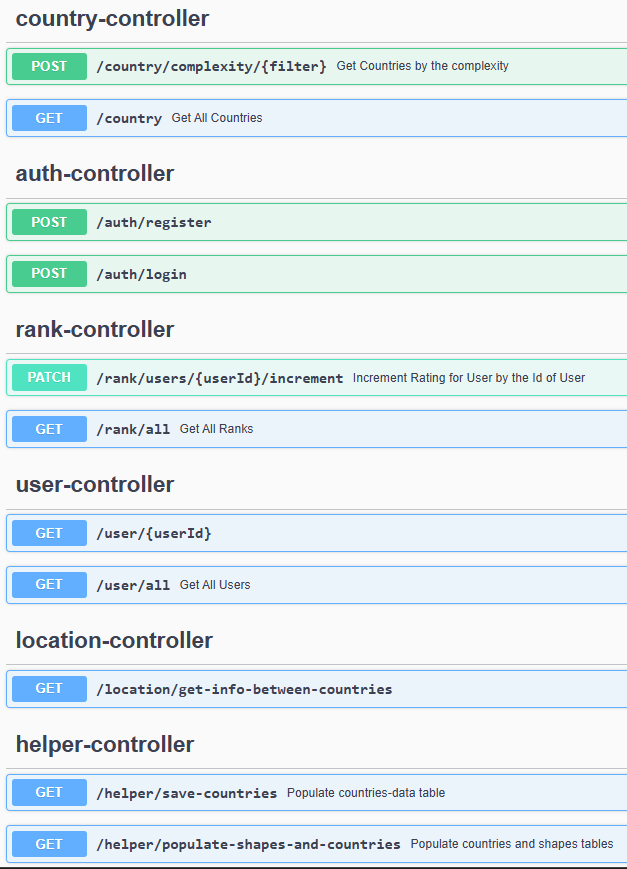 country-controller
POST /country/complexity/{filter} Get Countries by the complexity
GET /country Get All Countries
auth-controller
POST /auth/register
POST /auth/login
rank-controller
PATCH /rank/users/{userId}/increment Increment Rating for User by the Id of User
GET /rank/all Get All Ranks
user-controller
GET /user/{userId}
GET /user/all Get All Users
location-controller
GET /location/get-info-between-countries
helper-controller
GET /helper/save-countries Populate countries-data table
GET /helper/populate-shapes-and-countries Populate countries and shapes tables